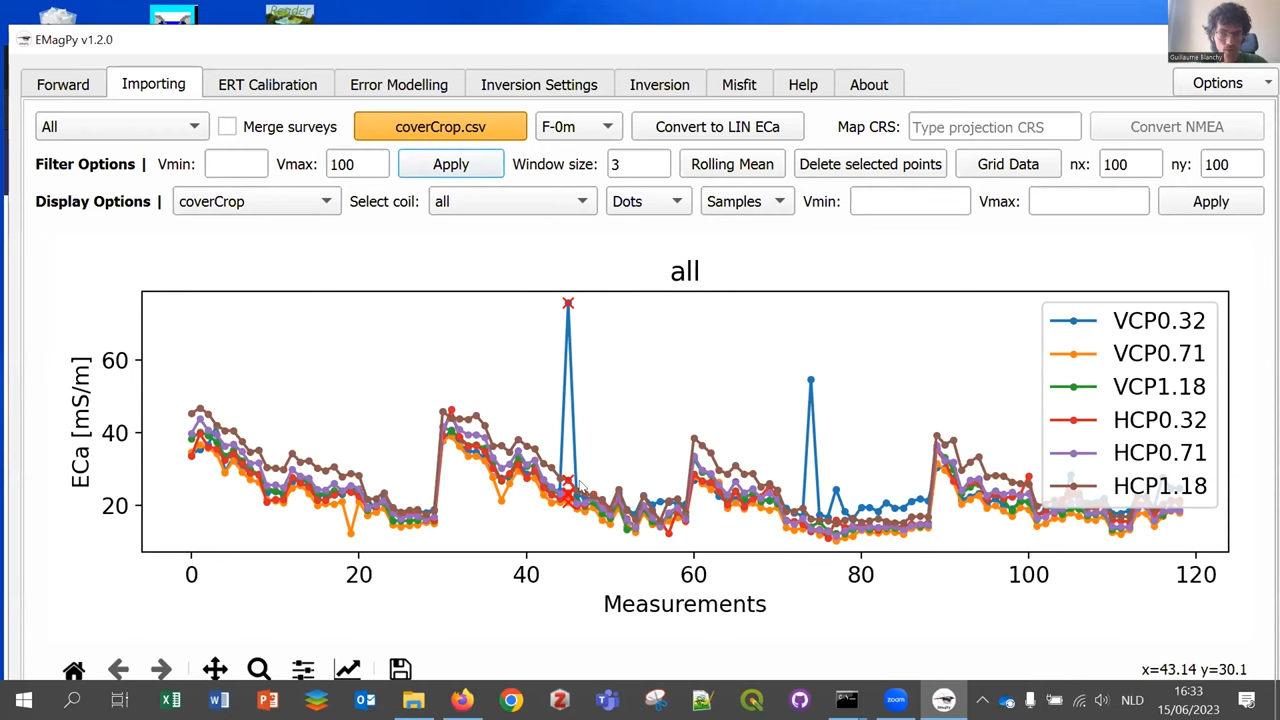 Reader
EMagPy v1.2.0
Guillaume Blanchy
Forward Importing ERT Calibration Error Modelling Inversion Settings Inversion Misfit Help About Options
All Merge surveys coverCrop.csv F-0m Convert to LIN ECa Map CRS: Type projection CRS Convert NMEA
Filter Options | Vmin: Vmax: 100 Apply Window size: 3 Rolling Mean Delete selected points Grid Data nx: 100 ny: 100
Display Options | coverCrop Select coil: all Dots Samples Vmin: Vmax: Apply
all
VCP0.32
VCP0.71
VCP1.18
HCP0.32
HCP0.71
HCP1.18
ECa [mS/m]
60
40
20
0 20 40 60 80 100 120
Measurements
x=43.14 y=30.1
zoom
NLD
16:33
15/06/2023